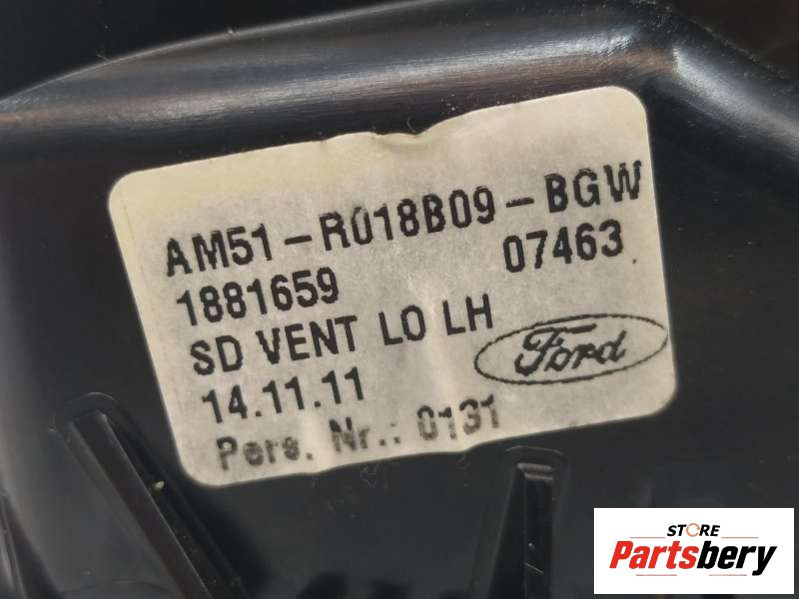 AM51-R018B09-BGW
1881659 07463
SD VENT LO LH
Ford
14.11.11
Pers. Nr.: 0131
STORE
Partsbery